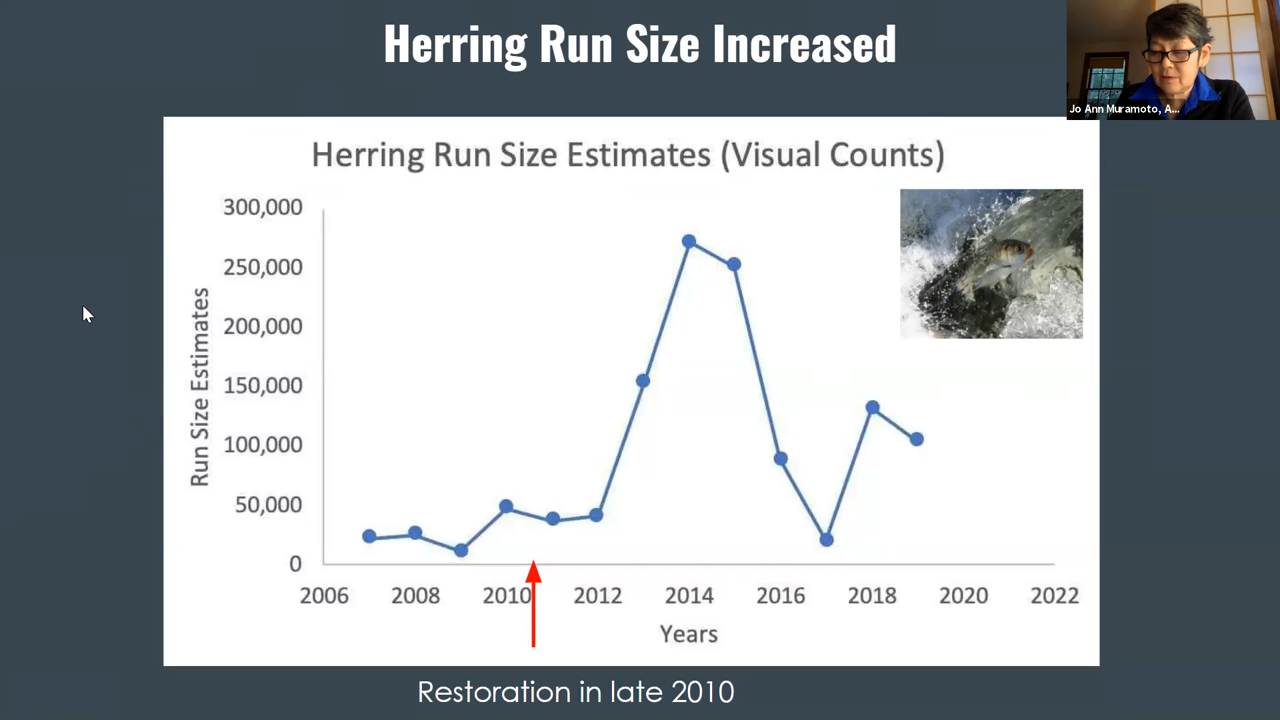 Herring Run Size Increased
Jo Ann Muramoto, A...
Herring Run Size Estimates (Visual Counts)
300,000
250,000
200,000
150,000
100,000
50,000
0
Run Size Estimates
2006 2008 2010 2012 2014 2016 2018 2020 2022
Years
Restoration in late 2010